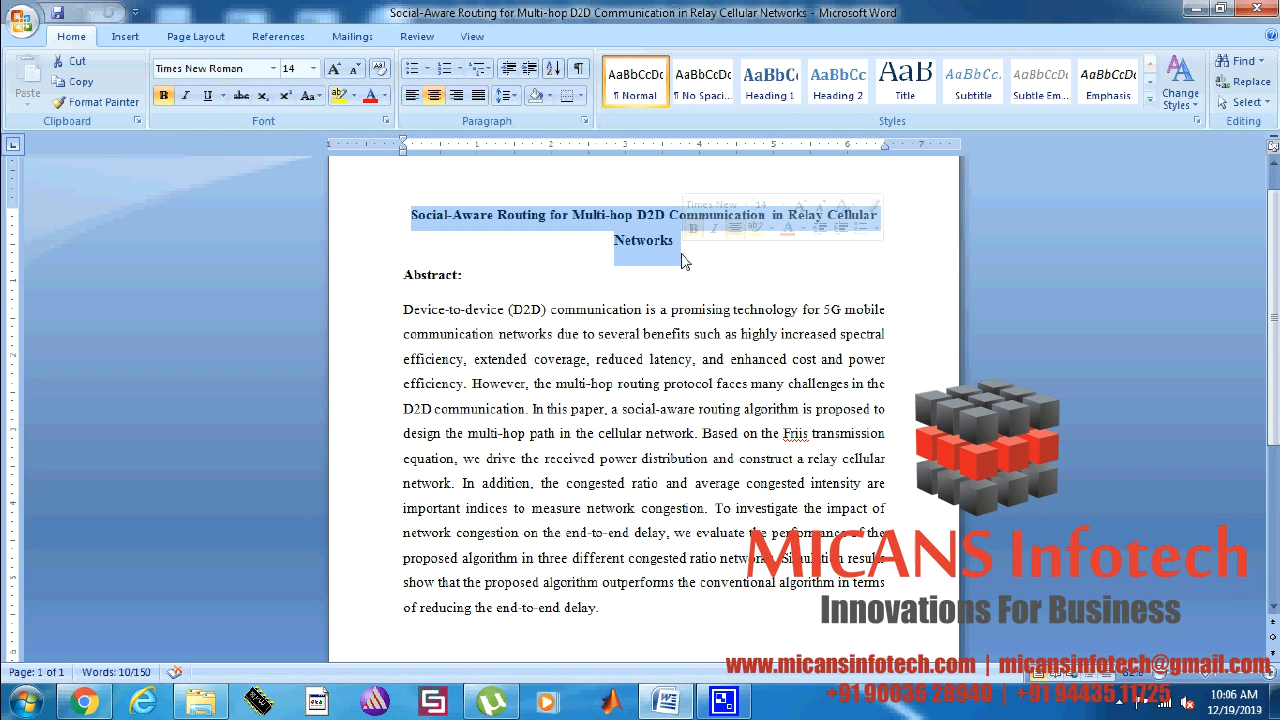 Social-Aware Routing for Multi-hop D2D Communication in Relay Cellular Networks - Microsoft Word
Home Insert Page Layout References Mailings Review View
Paste
Cut
Copy
Format Painter
Clipboard
Times New Roman 14
Font
Paragraph
AaBbCcDc AaBbCcDc AaBbC AaBbCc AaB AaBbCc. AaBbCcDc AaBbCcDc
¶ Normal ¶ No Spaci... Heading 1 Heading 2 Title Subtitle Subtle Em... Emphasis
Change
Styles
Styles
Find
Replace
Select
Editing
Times New 14
Social-Aware Routing for Multi-hop D2D Communication in Relay Cellular
Networks
Abstract:
Device-to-device (D2D) communication is a promising technology for 5G mobile
communication networks due to several benefits such as highly increased spectral
efficiency, extended coverage, reduced latency, and enhanced cost and power
efficiency. However, the multi-hop routing protocol faces many challenges in the
D2D communication. In this paper, a social-aware routing algorithm is proposed to
design the multi-hop path in the cellular network. Based on the Friis transmission
equation, we drive the received power distribution and construct a relay cellular
network. In addition, the congested ratio and average congested intensity are
important indices to measure network congestion. To investigate the impact of
network congestion on the end-to-end delay, we evaluate the performance of the
proposed algorithm in three different congested ratio networks. Simulation results
show that the proposed algorithm outperforms the conventional algorithm in terms
of reducing the end-to-end delay.
MICANS Infotech
Innovations For Business
www.micansinfotech.com | micansinfotech@gmail.com
+91 90036 28940 | +91 94435 11725
Page: 1 of 1 Words: 10/150
10:06 AM
12/19/2019